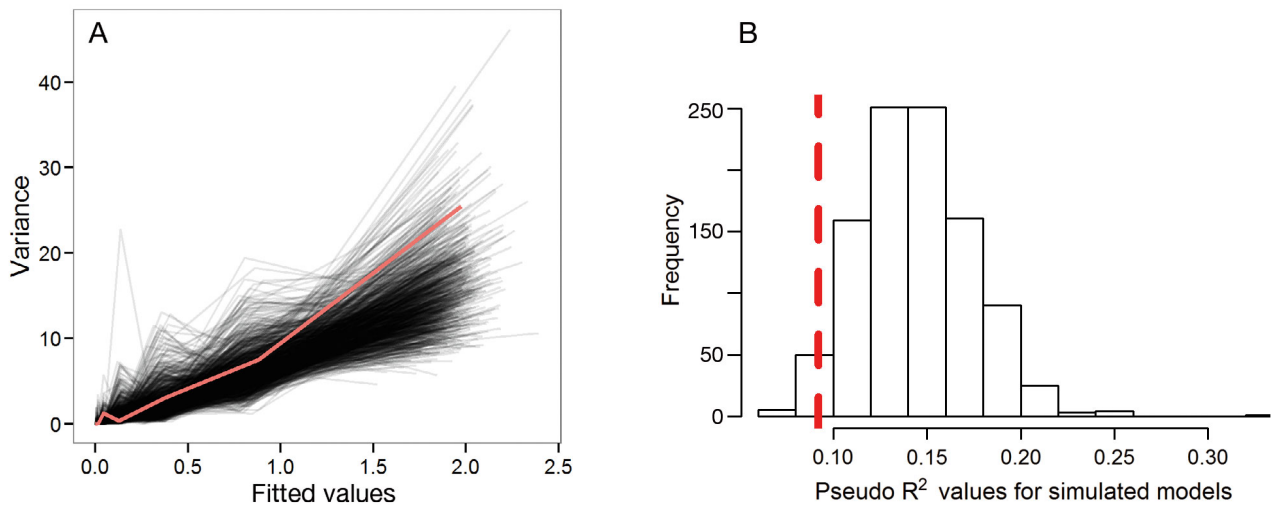 A
Variance
40
30
20
10
0
0.0 0.5 1.0 1.5 2.0 2.5
Fitted values
B
Frequency
250
150
50
0
0.10 0.15 0.20 0.25 0.30
Pseudo R² values for simulated models